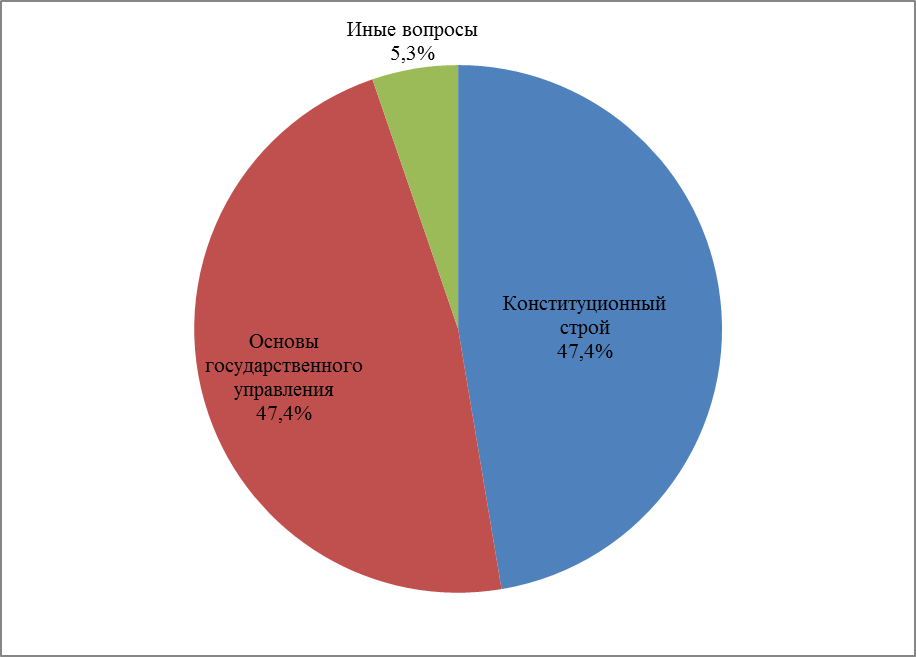 Иные вопросы
5,3%
Конституционный
строй
47,4%
Основы
государственного
управления
47,4%